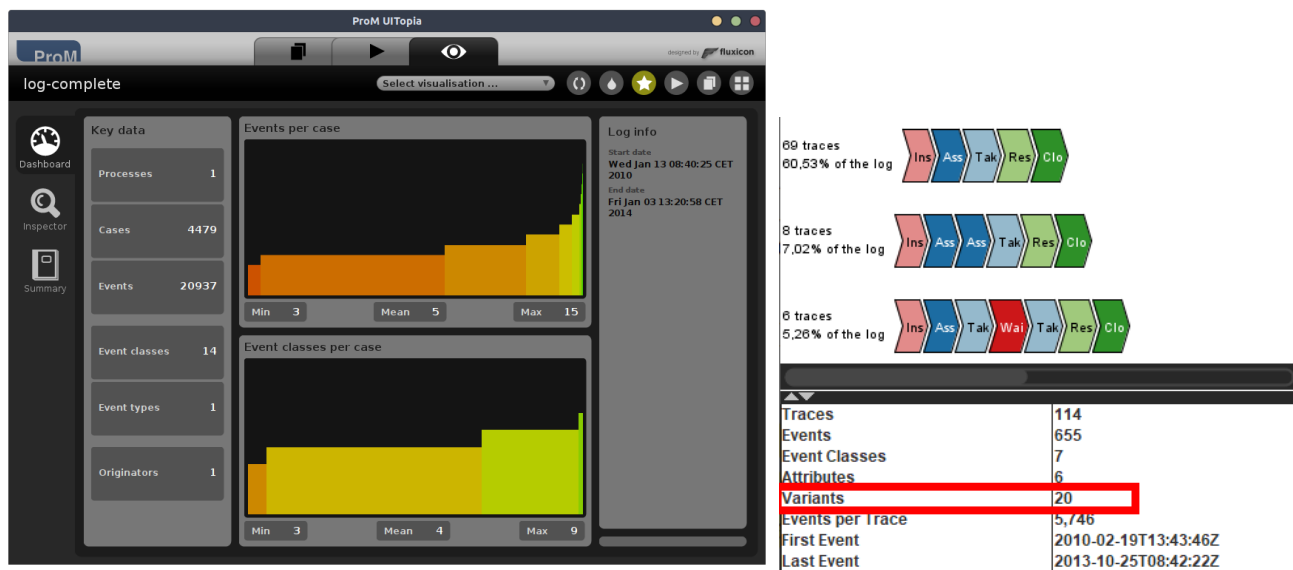 ProM UITopia
ProM
designed by fluxicon
log-complete
Select visualisation ...
Dashboard
Inspector
Summary
Key data
Processes 1
Cases 4479
Events 20937
Event classes 14
Event types 1
Originators 1
Events per case
Min 3 Mean 5 Max 15
Event classes per case
Min 3 Mean 4 Max 9
Log info
Start date
Wed Jan 13 08:40:25 CET
2010
End date
Fri Jan 03 13:20:58 CET
2014
69 traces
60,53% of the log
Ins Ass Tak Res Clo
8 traces
7,02% of the log
Ins Ass Ass Tak Res Clo
6 traces
5,26% of the log
Ins Ass Tak Wai Tak Res Clo
Traces 114
Events 655
Event Classes 7
Attributes 6
Variants 20
Events per Trace 5,746
First Event 2010-02-19T13:43:46Z
Last Event 2013-10-25T08:42:22Z